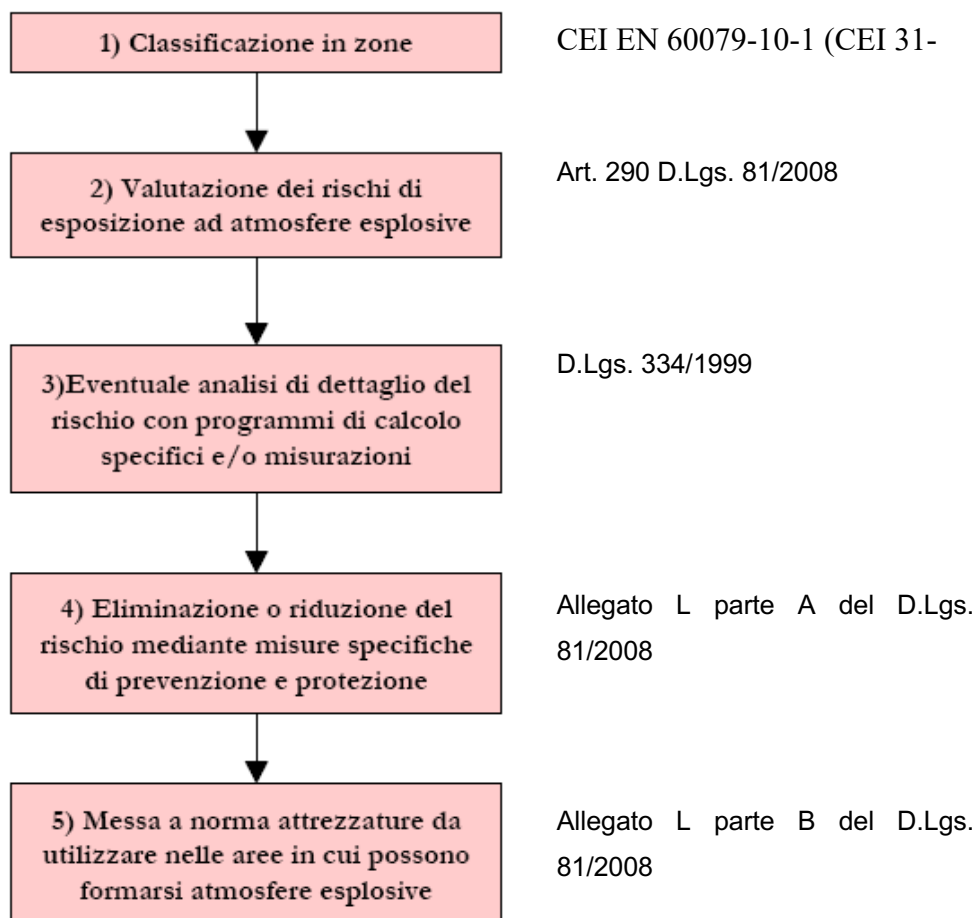 1) Classificazione in zone
CEI EN 60079-10-1 (CEI 31-
2) Valutazione dei rischi di
esposizione ad atmosfere esplosive
Art. 290 D.Lgs. 81/2008
3)Eventuale analisi di dettaglio del
rischio con programmi di calcolo
specifici e/o misurazioni
D.Lgs. 334/1999
4) Eliminazione o riduzione del
rischio mediante misure specifiche
di prevenzione e protezione
Allegato L parte A del D.Lgs.
81/2008
5) Messa a norma attrezzature da
utilizzare nelle aree in cui possono
formarsi atmosfere esplosive
Allegato L parte B del D.Lgs.
81/2008